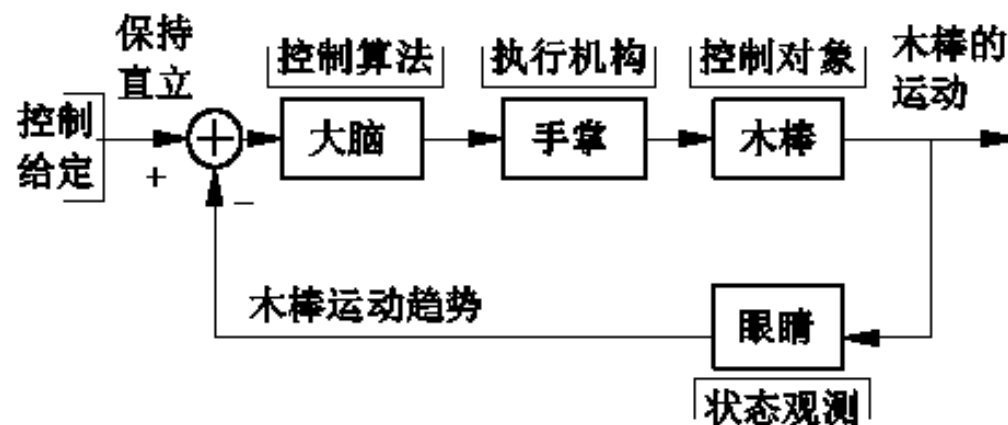 保持
直立
控制算法
执行机构
控制对象
木棒的
运动
控制
给定
+
大脑
手掌
木棒
−
木棒运动趋势
眼睛
状态观测